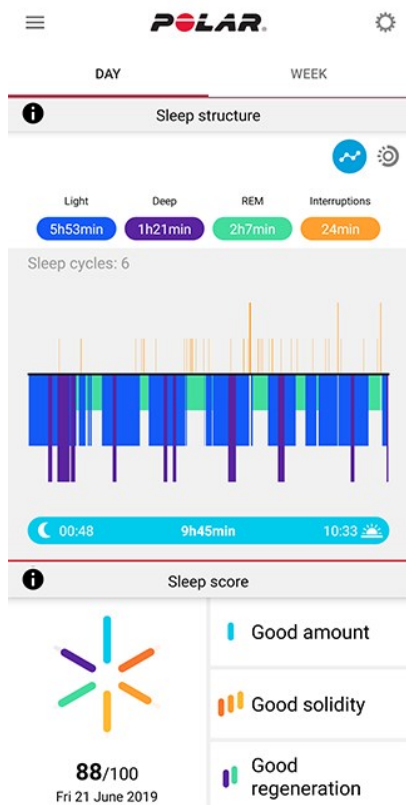 POLAR.
DAY WEEK
Sleep structure
Light Deep REM Interruptions
5h53min 1h21min 2h7min 24min
Sleep cycles: 6
00:48 9h45min 10:33
Sleep score
Good amount
Good solidity
88/100
Fri 21 June 2019
Good
regeneration